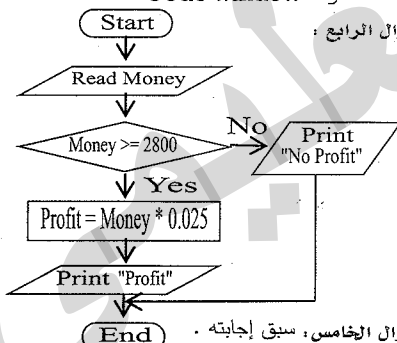 Start
ال الرابع :
Read Money
Money >= 2800
No
Print
"No Profit"
Yes
Profit = Money * 0.025
Print "Profit"
End
ال الخامس، سبق إجابته .